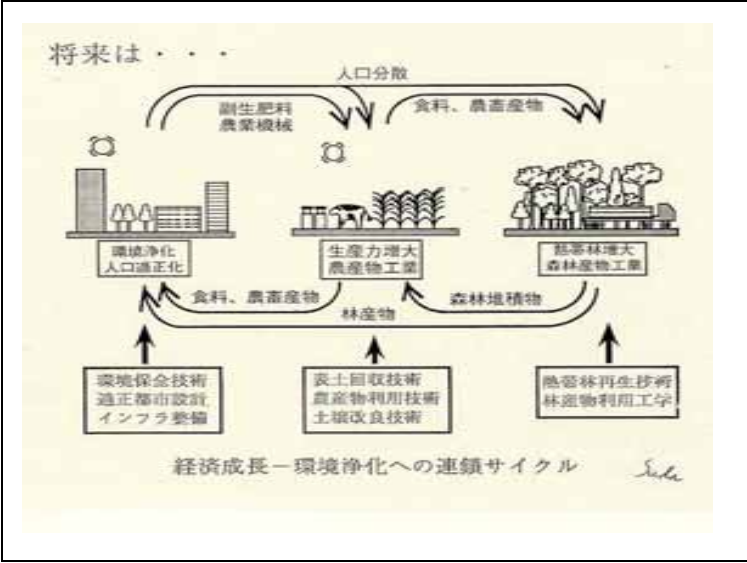 将来は・・・
人口分散
副生肥料
農業機械
食料、農畜産物
環境浄化
人口適正化
生産力増大
農産物工業
熱帯林増大
森林産物工業
食料、農畜産物
林産物
森林堆積物
環境保全技術
適正都市設計
インフラ整備
表土回収技術
農産物利用技術
土壌改良技術
熱帯林再生技術
林産物利用工学
経済成長－環境浄化への連鎖サイクル